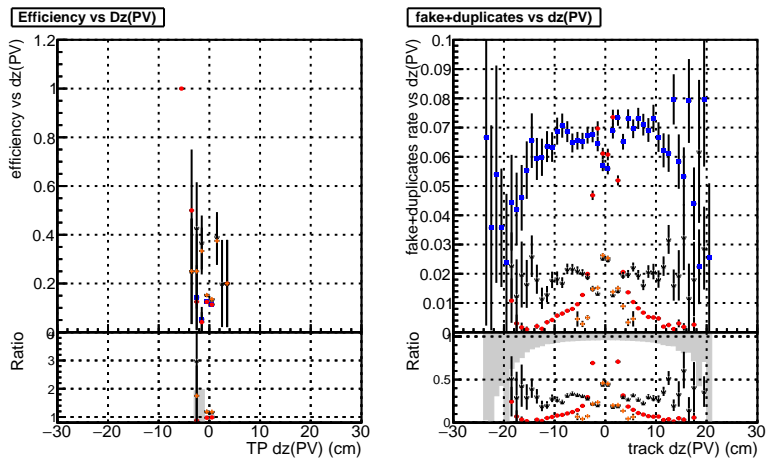 Efficiency vs Dz(PV)
efficiency vs dz(PV)
1.2
1
0.8
0.6
0.4
0.2
0
Ratio
3
2
1
−30 −20 −10 0 10 20 30
TP dz(PV) (cm)
fake+duplicates vs dz(PV)
fake+duplicates rate vs dz(PV)
0.1
0.09
0.08
0.07
0.06
0.05
0.04
0.03
0.02
0.01
0
Ratio
0.5
0
−30 −20 −10 0 10 20 30
track dz(PV) (cm)